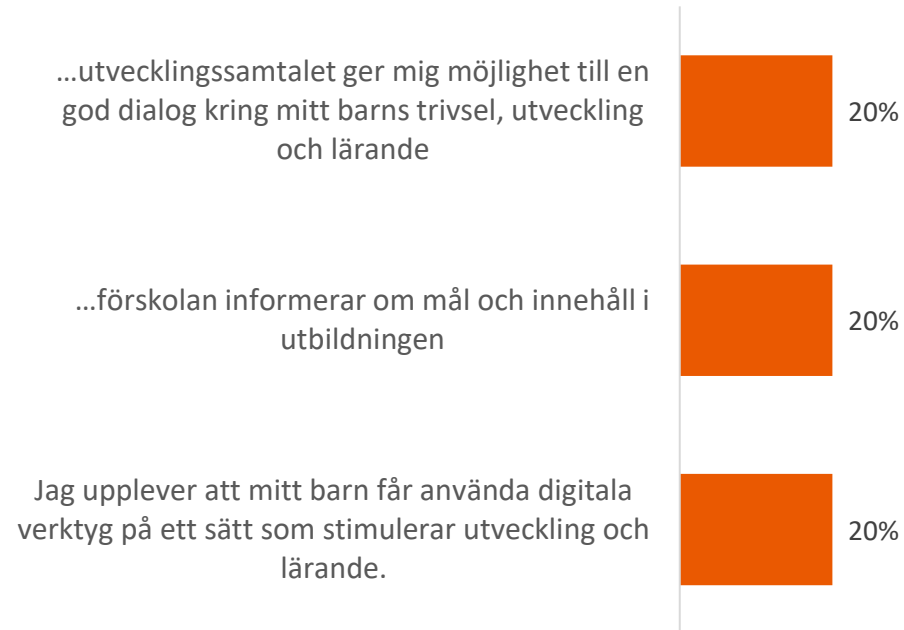 ...utvecklingssamtalet ger mig möjlighet till en
god dialog kring mitt barns trivsel, utveckling
och lärande
20%
...förskolan informerar om mål och innehåll i
utbildningen
20%
Jag upplever att mitt barn får använda digitala
verktyg på ett sätt som stimulerar utveckling och
lärande.
20%